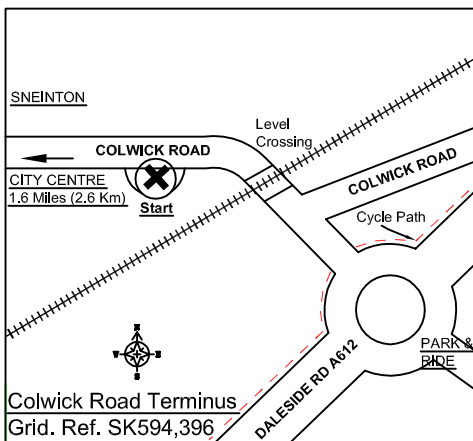 SNEINTON
Level
Crossing
COLWICK ROAD
CITY CENTRE
1.6 Miles (2.6 Km)
Start
COLWICK ROAD
Cycle Path
N
W E
S
PARK &
RIDE
DALESIDE RD A612
Colwick Road Terminus
Grid. Ref. SK594,396